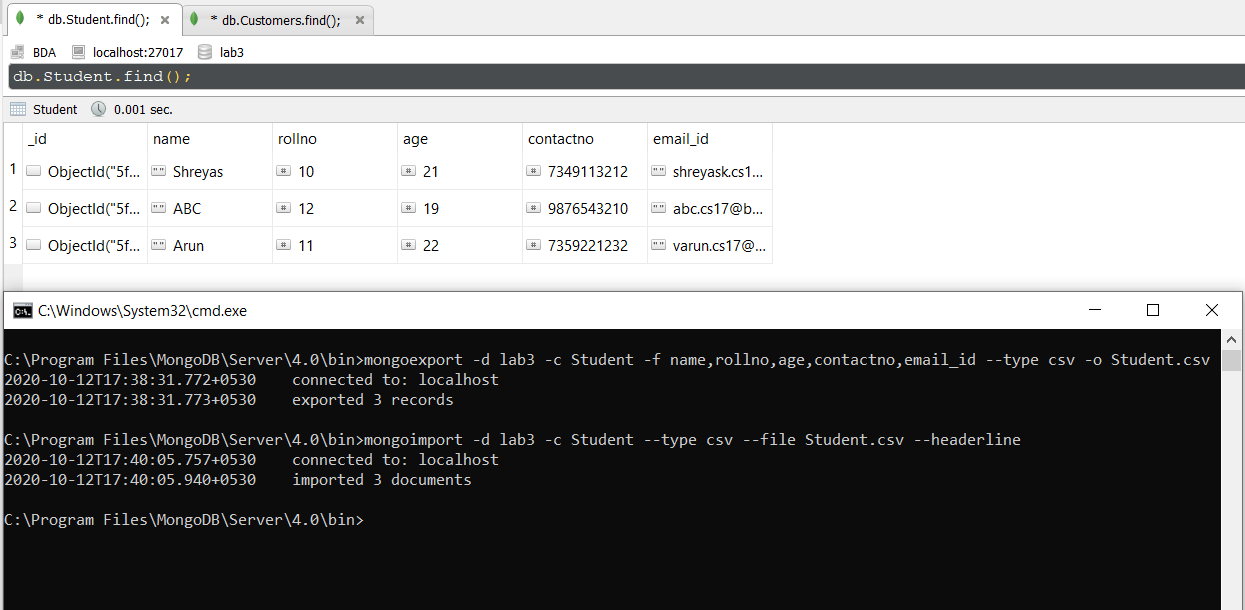 * db.Student.find(); * db.Customers.find();
BDA localhost:27017 lab3
db.Student.find();
Student 0.001 sec.
_id name rollno age contactno email_id
1 ObjectId("5f... "" Shreyas # 10 # 21 # 7349113212 "" shreyask.cs1...
2 ObjectId("5f... "" ABC # 12 # 19 # 9876543210 "" abc.cs17@b...
3 ObjectId("5f... "" Arun # 11 # 22 # 7359221232 "" varun.cs17@...
C:\Windows\System32\cmd.exe
C:\Program Files\MongoDB\Server\4.0\bin>mongoexport -d lab3 -c Student -f name,rollno,age,contactno,email_id --type csv -o Student.csv
2020-10-12T17:38:31.772+0530 connected to: localhost
2020-10-12T17:38:31.773+0530 exported 3 records
C:\Program Files\MongoDB\Server\4.0\bin>mongoimport -d lab3 -c Student --type csv --file Student.csv --headerline
2020-10-12T17:40:05.757+0530 connected to: localhost
2020-10-12T17:40:05.940+0530 imported 3 documents
C:\Program Files\MongoDB\Server\4.0\bin>